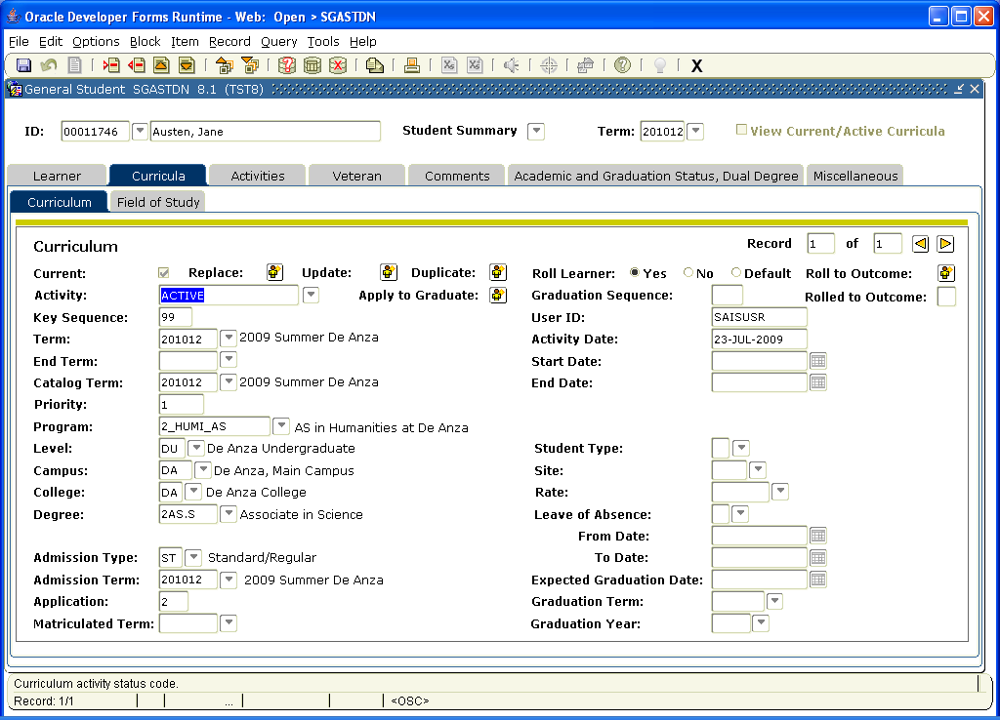 Oracle Developer Forms Runtime - Web: Open > SGASTDN
File Edit Options Block Item Record Query Tools Help
General Student SGASTDN 8.1 (TST8)
ID: 00011746 Austen, Jane Student Summary Term: 201012 View Current/Active Curricula
Learner Curricula Activities Veteran Comments Academic and Graduation Status, Dual Degree Miscellaneous
Curriculum Field of Study
Curriculum Record 1 of 1
Current: Replace: Update: Duplicate: Roll Learner: Yes No Default Roll to Outcome:
Activity: ACTIVE Apply to Graduate: Graduation Sequence: Rolled to Outcome:
Key Sequence: 99 User ID: SAISUSR
Term: 201012 2009 Summer De Anza Activity Date: 23-JUL-2009
End Term: Start Date:
Catalog Term: 201012 2009 Summer De Anza End Date:
Priority: 1
Program: 2_HUMI_AS AS in Humanities at De Anza
Level: DU De Anza Undergraduate Student Type:
Campus: DA De Anza, Main Campus Site:
College: DA De Anza College Rate:
Degree: 2AS.S Associate in Science Leave of Absence:
From Date:
Admission Type: ST Standard/Regular To Date:
Admission Term: 201012 2009 Summer De Anza Expected Graduation Date:
Application: 2 Graduation Term:
Matriculated Term: Graduation Year:
Curriculum activity status code.
Record: 1/1 ... <OSC>